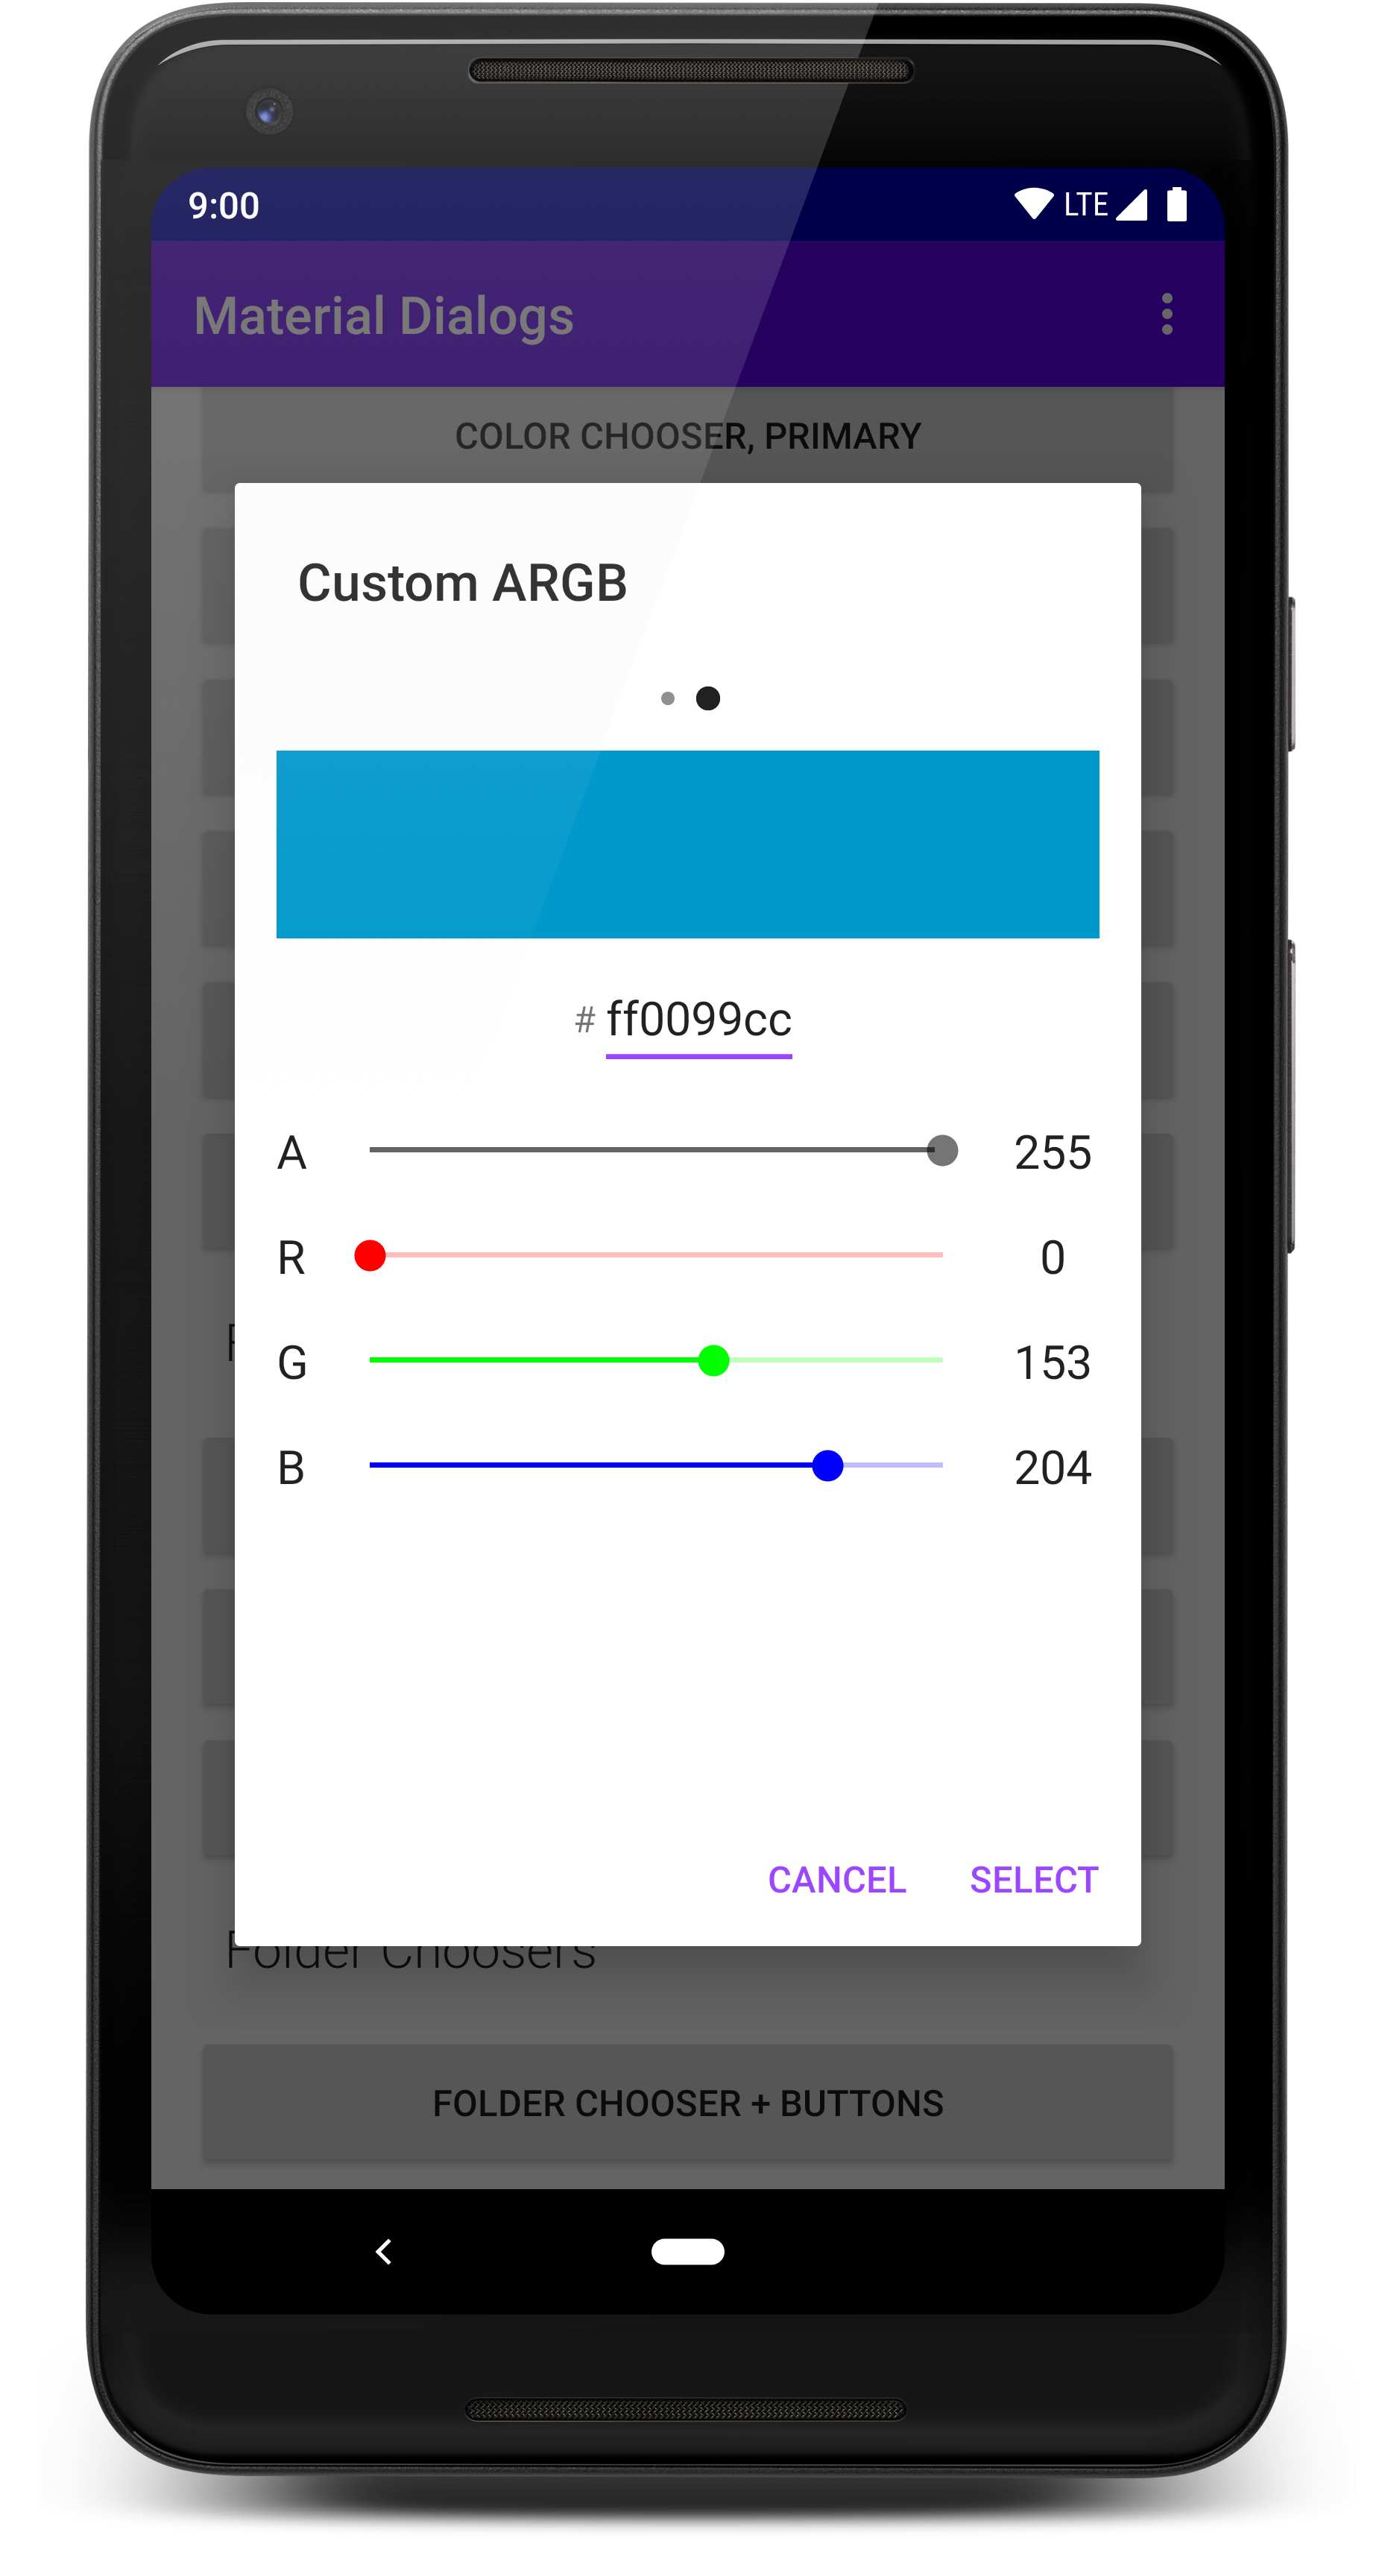 9:00 LTE
Material Dialogs
COLOR CHOOSER, PRIMARY
Custom ARGB
# ff0099cc
A 255
R 0
G 153
B 204
CANCEL SELECT
Folder Choosers
FOLDER CHOOSER + BUTTONS